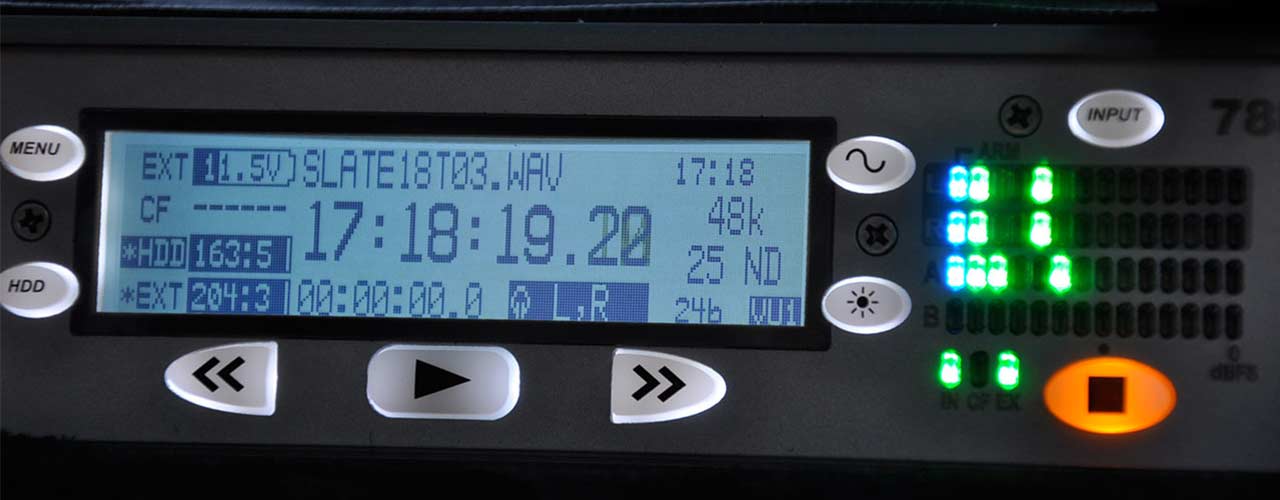 MENU
HDD
EXT 11.5V SLATE18T03.WAV 17:18
CF ------ 17:18:19.20 48k
*HDD 163:5 25 ND
*EXT 204:3 00:00:00.0 L,R 24b
INPUT
78
ARM
L
R
A
B
0
dBFS
IN CF EX